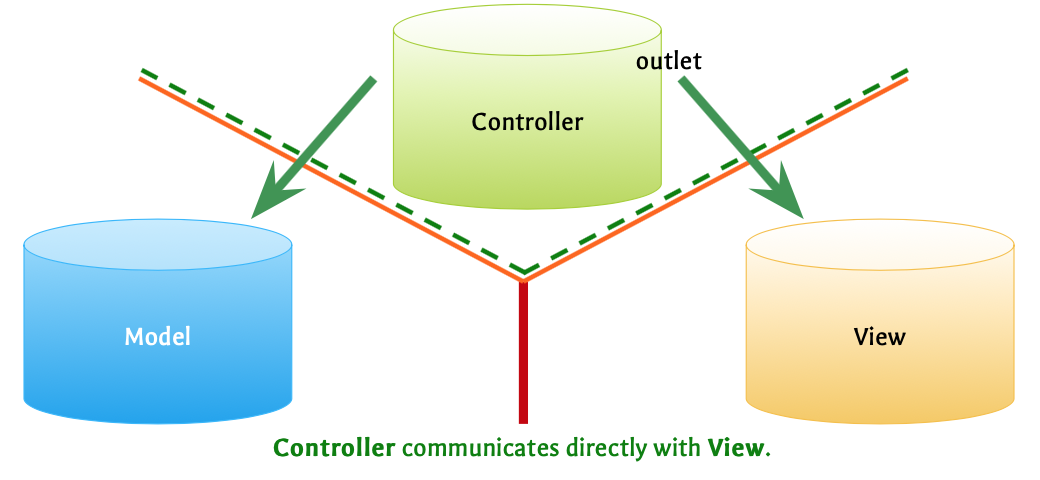 outlet
Controller
Model
View
Controller communicates directly with View.